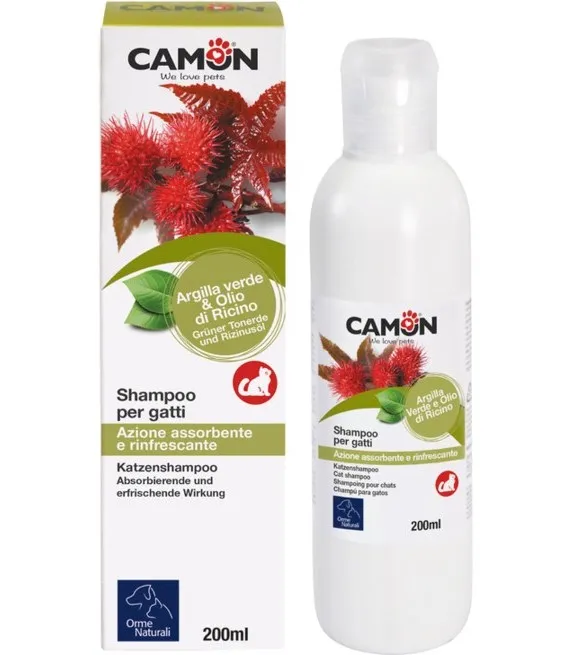 CAMON®
We love pets
Argilla verde
& Olio
di Ricino
Grüner Tonerde
und Rizinusöl
Shampoo
per gatti
Azione assorbente
e rinfrescante
Katzenshampoo
Absorbierende und
erfrischende Wirkung
Orme
Naturali
200ml
CAMON®
We love pets
Argilla
Verde e Olio
di Ricino
Shampoo
per gatti
Azione assorbente e rinfrescante
Katzenshampoo
Cat shampoo
Shampoing pour chats
Champú para gatos
Orme
Naturali
200ml